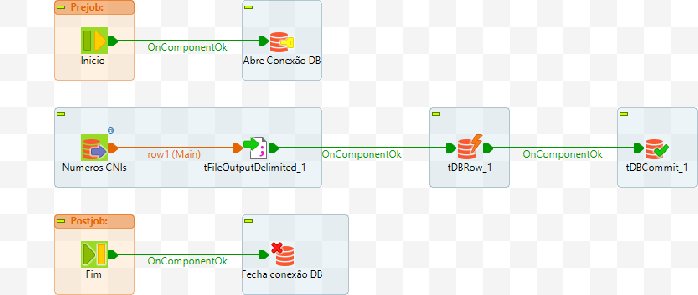 Prejob:
Inicio
OnComponentOk
Abre Conexão DB
Numeros CNIs
row1 (Main)
tFileOutputDelimited_1
OnComponentOk
tDBRow_1
OnComponentOk
tDBCommit_1
Postjob:
Fim
OnComponentOk
Fecha conexão DB